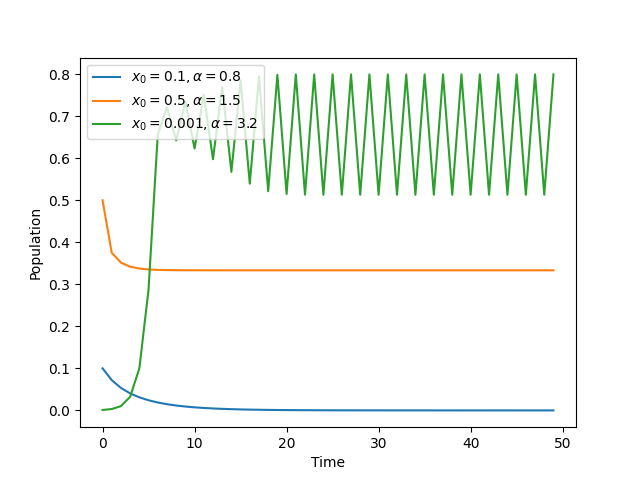 x₀ = 0.1, α = 0.8
x₀ = 0.5, α = 1.5
x₀ = 0.001, α = 3.2
0.8
0.7
0.6
0.5
0.4
0.3
0.2
0.1
0.0
Population
0 10 20 30 40 50
Time